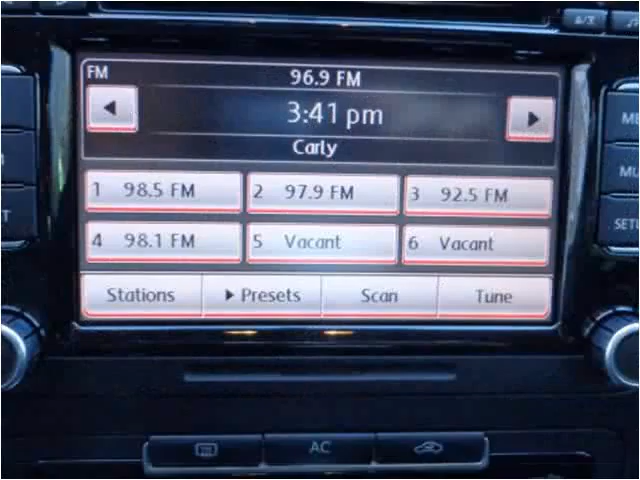 FM
96.9 FM
3:41 pm
Carly
1 98.5 FM 2 97.9 FM 3 92.5 FM
4 98.1 FM 5 Vacant 6 Vacant
Stations Presets Scan Tune
SETU
AC